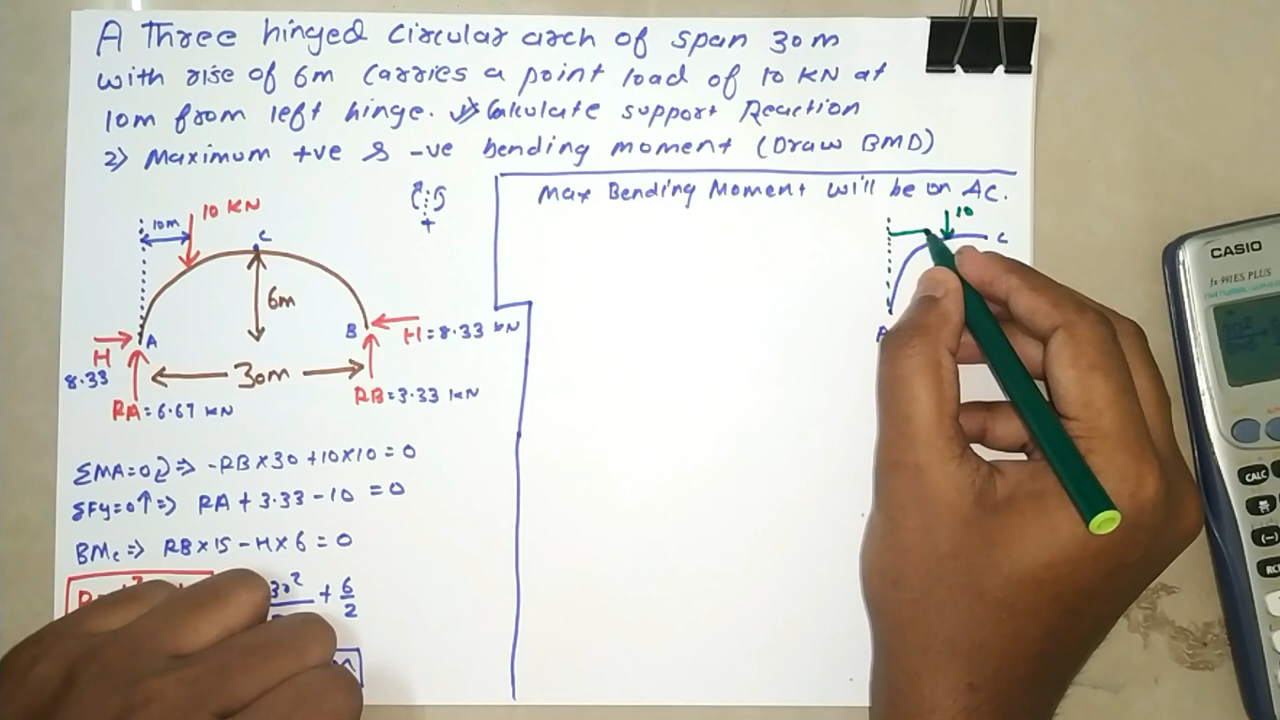 A Three hinged circular arch of span 30m
with rise of 6m carries a point load of 10 KN at
10m from left hinge. 1) Calculate support Reaction
2) Maximum +ve & -ve bending moment (Draw BMD)
Max Bending Moment will be on AC.
10m
10 KN
+
C
6m
A
B
H
8.33
H=8.33 KN
30m
RA=6.67 KN
RB=3.33 KN
10
C
A
ΣMA=0 ⇒ -RB×30+10×10=0
ΣFy=0↑⇒ RA+3.33-10=0
BMc ⇒ RB×15-H×6=0
+ 6/2
CASIO
fx-991ES PLUS
CALC